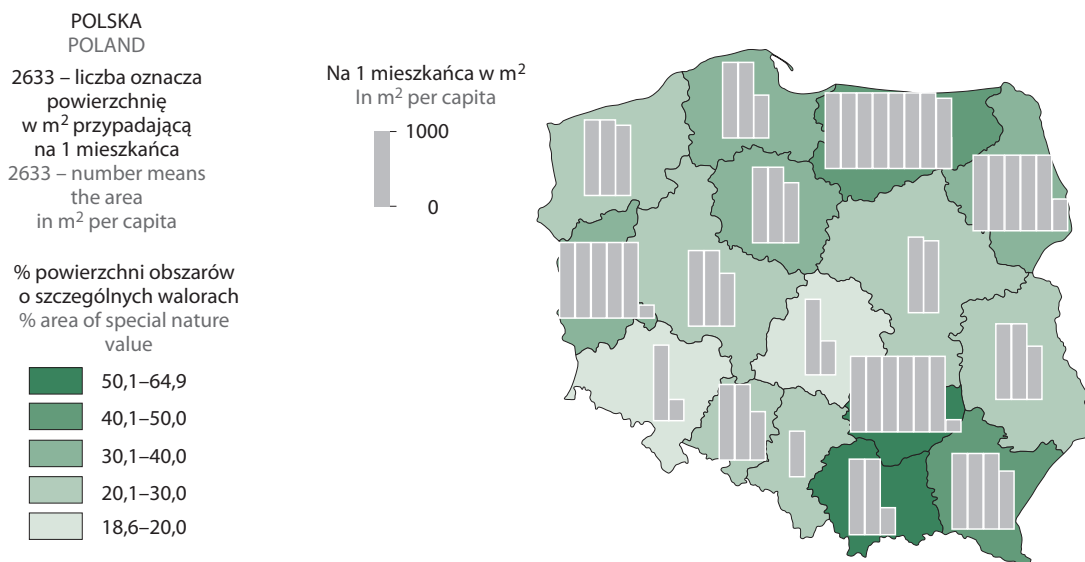 POLSKA
POLAND
2633 – liczba oznacza
powierzchnię
w m² przypadającą
na 1 mieszkańca
2633 – number means
the area
in m² per capita
Na 1 mieszkańca w m²
In m² per capita
1000
0
% powierzchni obszarów
o szczególnych walorach
% area of special nature
value
50,1–64,9
40,1–50,0
30,1–40,0
20,1–30,0
18,6–20,0